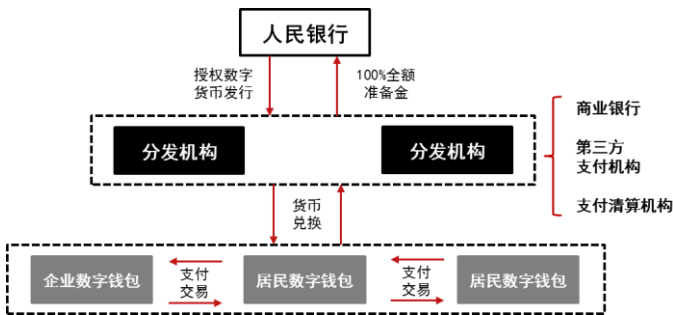 人民银行
授权数字
货币发行
100%全额
准备金
分发机构
分发机构
商业银行
第三方
支付机构
支付清算机构
货币
兑换
企业数字钱包
支付
交易
居民数字钱包
支付
交易
居民数字钱包